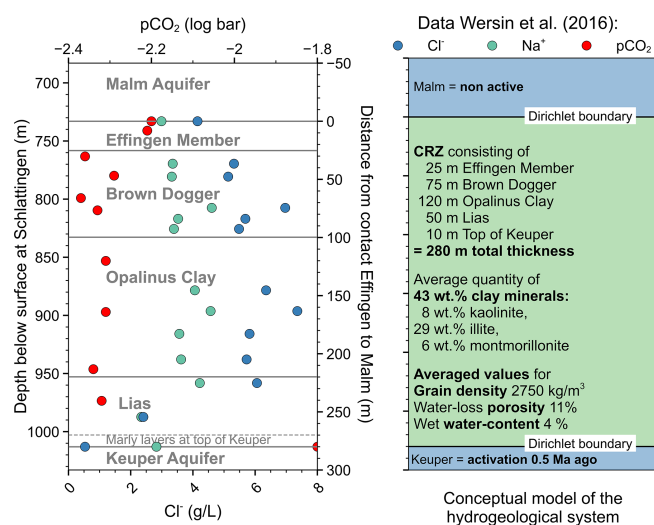 pCO₂ (log bar)
−2.4 −2.2 −2 −1.8
700
750
800
850
900
950
1000
Depth below surface at Schlattingen (m)
−50
0
50
100
150
200
250
300
Distance from contact Effingen to Malm (m)
Malm Aquifer
Effingen Member
Brown Dogger
Opalinus Clay
Lias
Marly layers at top of Keuper
Keuper Aquifer
0 2 4 6 8
Cl⁻ (g/L)
Data Wersin et al. (2016):
Cl⁻ Na⁺ pCO₂
Malm = non active
Dirichlet boundary
CRZ consisting of
25 m Effingen Member
75 m Brown Dogger
120 m Opalinus Clay
50 m Lias
10 m Top of Keuper
= 280 m total thickness
Average quantity of
43 wt.% clay minerals:
8 wt.% kaolinite,
29 wt.% illite,
6 wt.% montmorillonite
Averaged values for
Grain density 2750 kg/m³
Water-loss porosity 11%
Wet water-content 4 %
Dirichlet boundary
Keuper = activation 0.5 Ma ago
Conceptual model of the
hydrogeological system